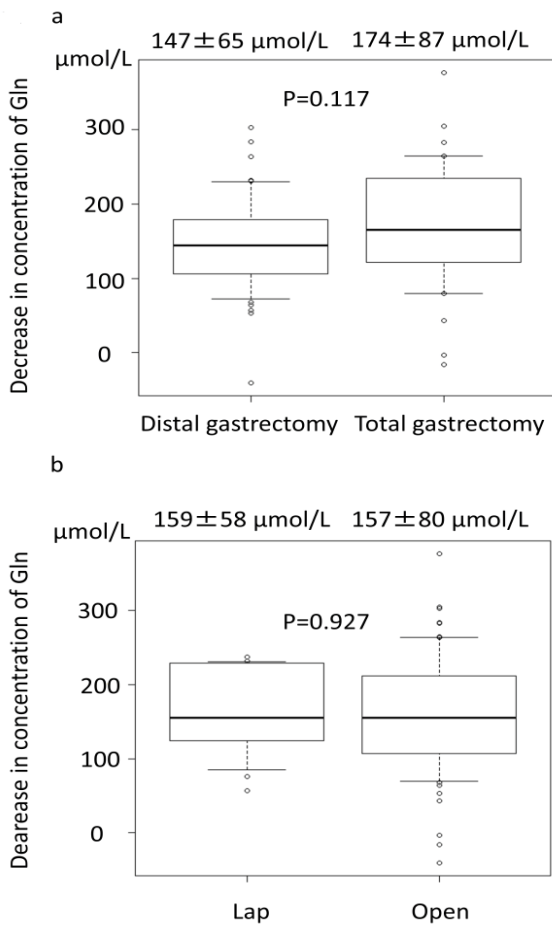 a
147±65 μmol/L 174±87 μmol/L
μmol/L
P=0.117
300
200
100
0
Decrease in concentration of Gln
Distal gastrectomy Total gastrectomy
b
159±58 μmol/L 157±80 μmol/L
μmol/L
P=0.927
300
200
100
0
Dearease in concentration of Gln
Lap Open